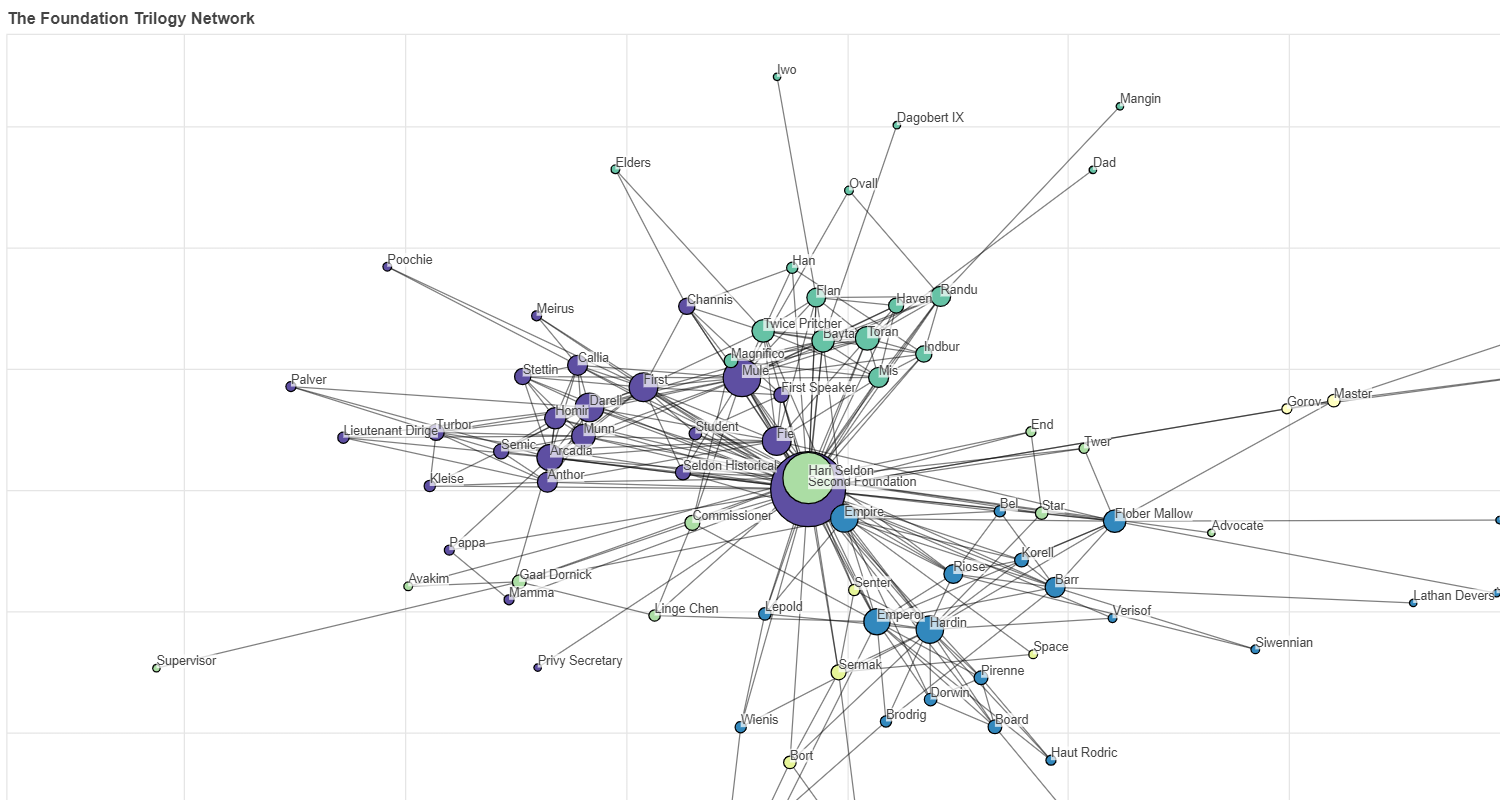 The Foundation Trilogy Network
Iwo
Mangin
Dagobert IX
Elders
Dad
Ovall
Poochie
Han
Flan
Randu
Channis
Haven
Meirus
Twice Pritcher
Bayta
Toran
Indbur
Magnifico
Callia
Stettin
Mule
Mis
Palver
First
First Speaker
Darell
Gorov
Master
Homir
Lieutenant Dirige
Turbor
Munn
Student
Fie
End
Twer
Semic
Arcadia
Seldon Historical
Han Seldon
Second Foundation
Kleise
Anthor
Commissioner
Empire
Bel
Star
Flober Mallow
Advocate
Pappa
Korell
Avakim
Gaal Dornick
Riose
Barr
Mamma
Senter
Lathan Devers
Linge Chen
Lepold
Emperor
Hardin
Verisof
Siwennian
Supervisor
Privy Secretary
Sermak
Space
Pirenne
Dorwin
Wienis
Brodrig
Board
Bort
Haut Rodric